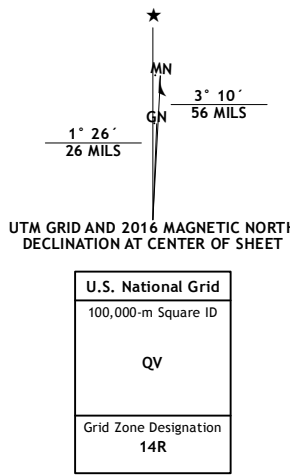 ★
MN
GN
3° 10´
56 MILS
1° 26´
26 MILS
UTM GRID AND 2016 MAGNETIC NORTH
DECLINATION AT CENTER OF SHEET
U.S. National Grid
100,000-m Square ID
QV
Grid Zone Designation
14R